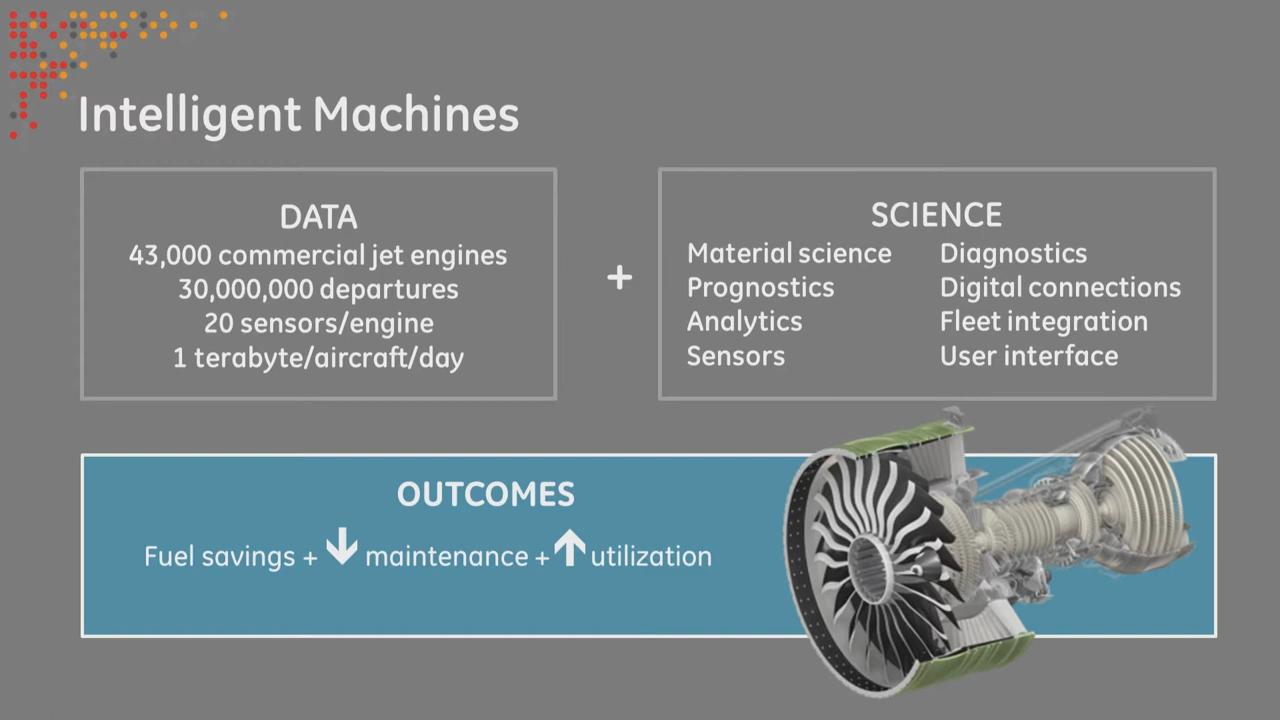 Intelligent Machines
DATA
43,000 commercial jet engines
30,000,000 departures
20 sensors/engine
1 terabyte/aircraft/day
+
SCIENCE
Material science
Prognostics
Analytics
Sensors
Diagnostics
Digital connections
Fleet integration
User interface
OUTCOMES
Fuel savings + ↓ maintenance + ↑ utilization